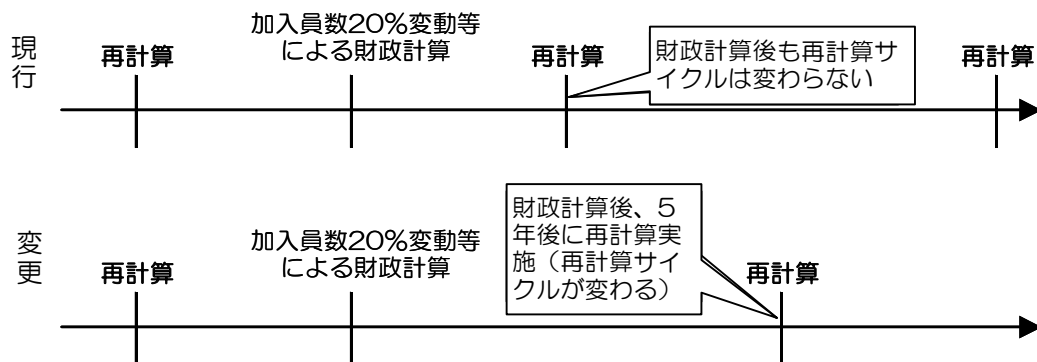 現行
再計算
加入員数20%変動等
による財政計算
再計算
財政計算後も再計算サ
イクルは変わらない
再計算
変更
再計算
加入員数20%変動等
による財政計算
財政計算後、5
年後に再計算実
施（再計算サイ
クルが変わる）
再計算